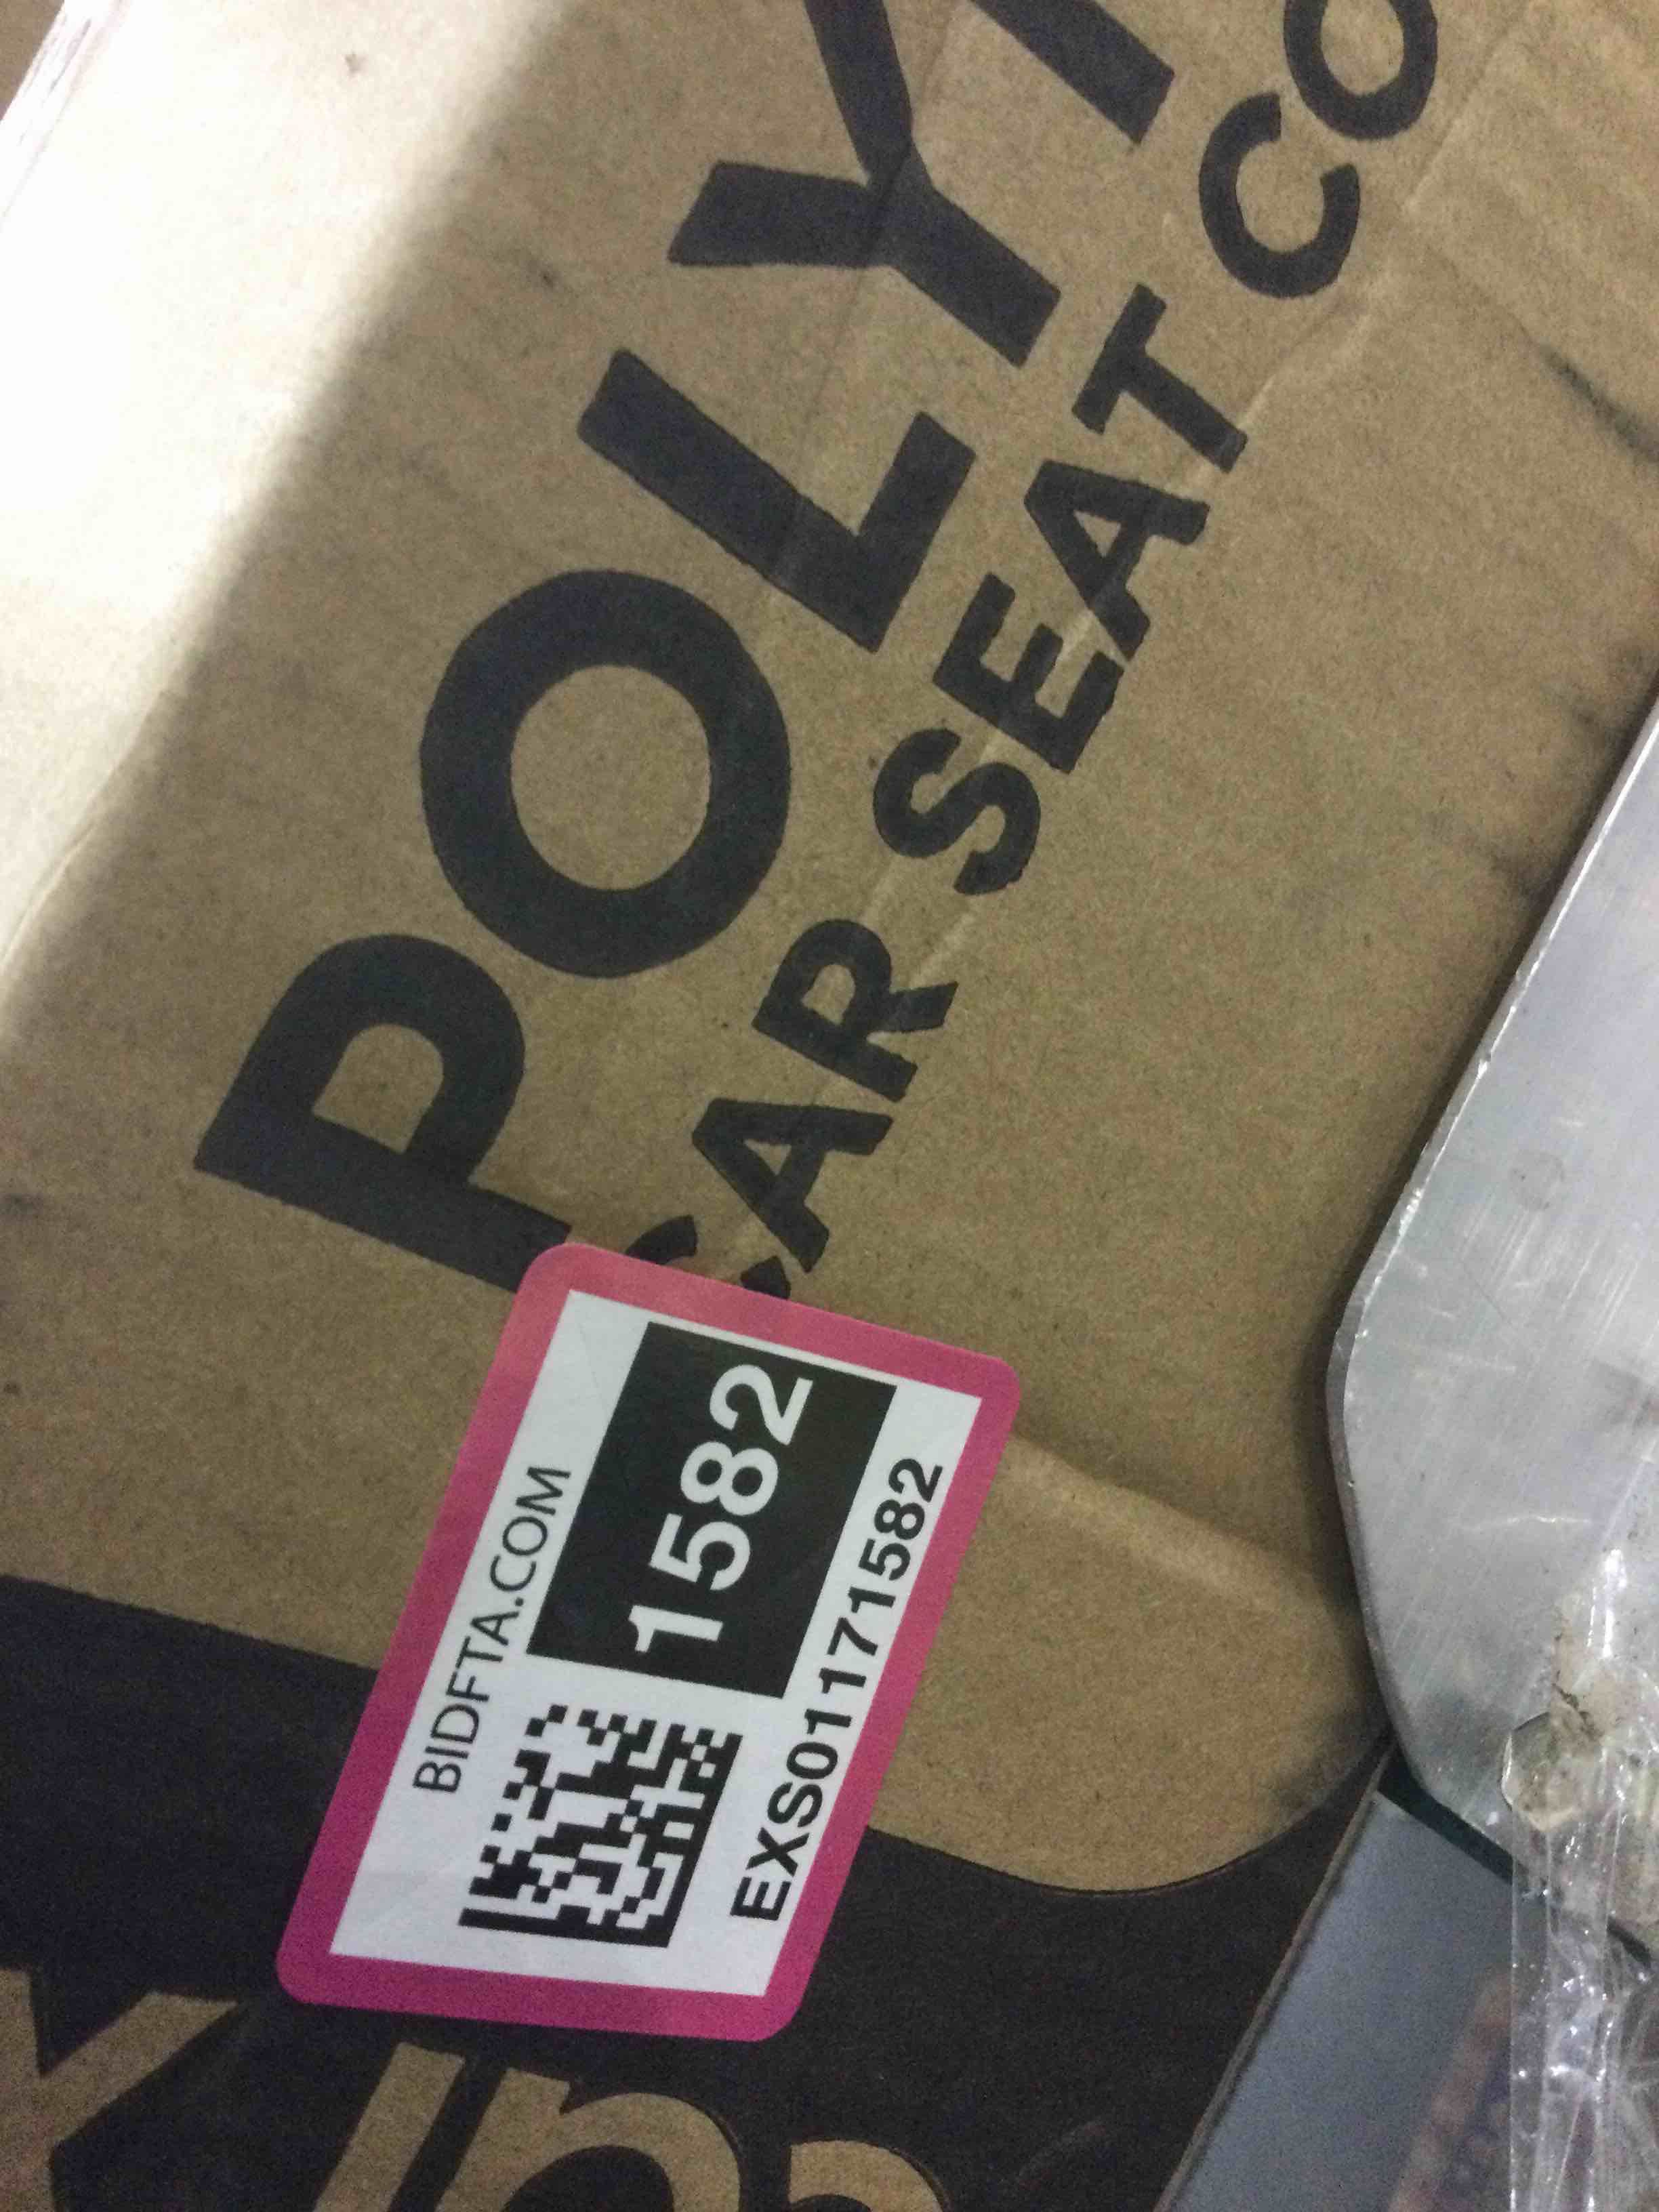 POLY
CAR SEAT CO
BIDFTA.COM
1582
EXS01171582